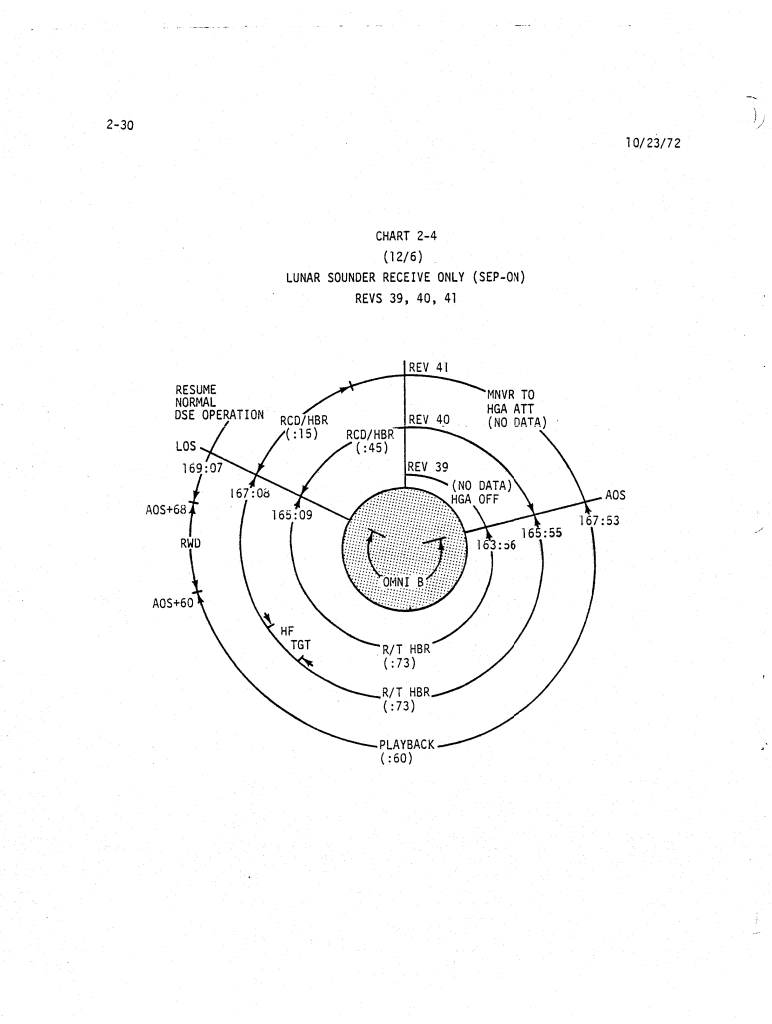 2-30
10/23/72
CHART 2-4
(12/6)
LUNAR SOUNDER RECEIVE ONLY (SEP-ON)
REVS 39, 40, 41
REV 41
RESUME
NORMAL
DSE OPERATION
MNVR TO
HGA ATT
(NO DATA)
RCD/HBR
(:15)
REV 40
RCD/HBR
(:45)
LOS
169:07
REV 39
(NO DATA)
HGA OFF
167:08
165:09
AOS
163:56
165:55
167:53
AOS+68
RWD
AOS+60
OMNI B
HF
TGT
R/T HBR
(:73)
R/T HBR
(:73)
PLAYBACK
(:60)